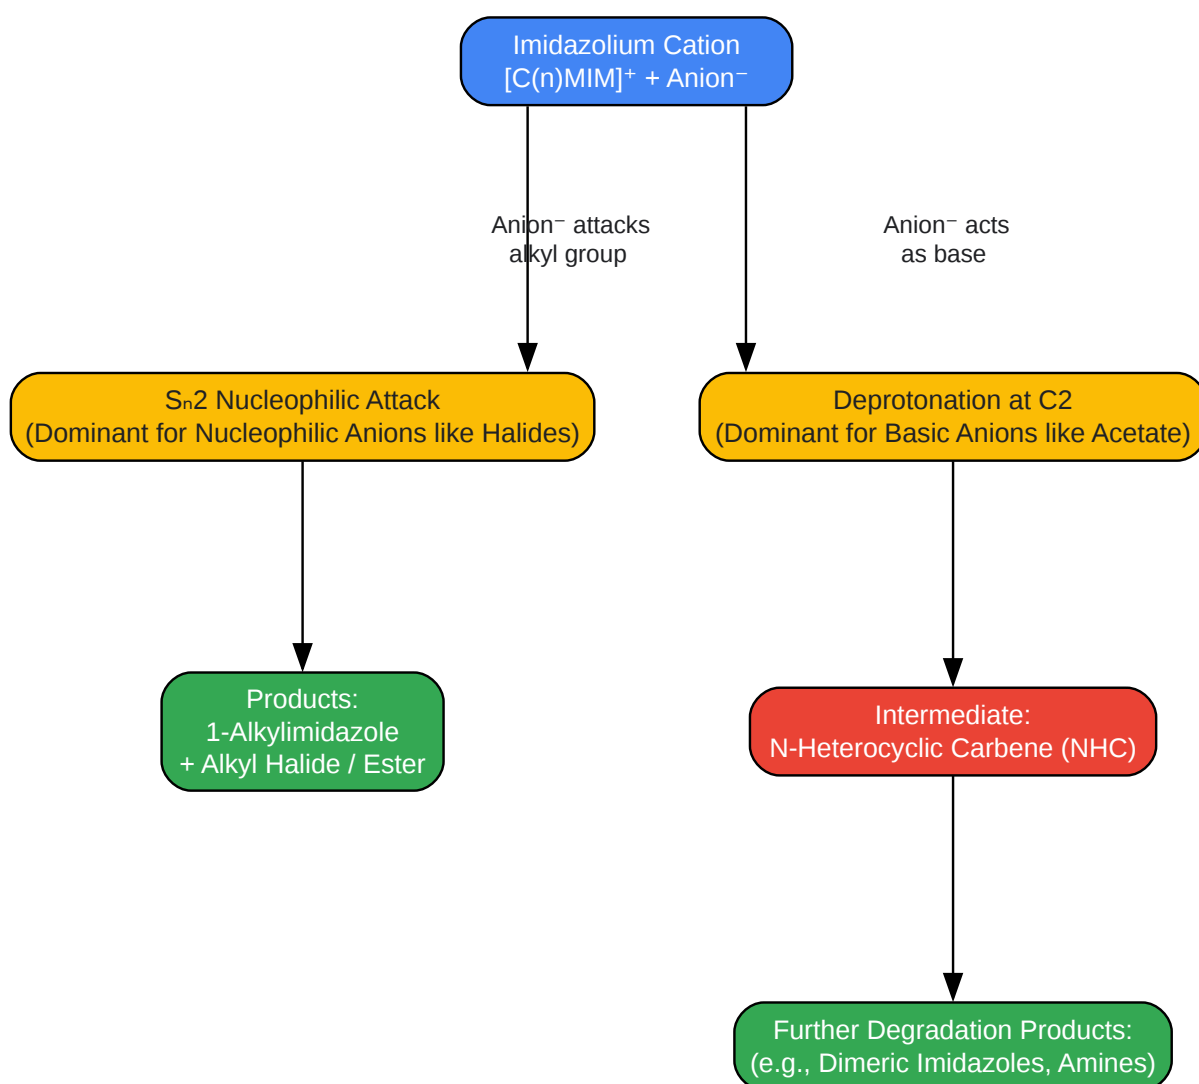 Imidazolium Cation
[C(n)MIM]⁺ + Anion⁻
Anion⁻ attacks
alkyl group
Anion⁻ acts
as base
Sₙ2 Nucleophilic Attack
(Dominant for Nucleophilic Anions like Halides)
Deprotonation at C2
(Dominant for Basic Anions like Acetate)
Products:
1-Alkylimidazole
+ Alkyl Halide / Ester
Intermediate:
N-Heterocyclic Carbene (NHC)
Further Degradation Products:
(e.g., Dimeric Imidazoles, Amines)